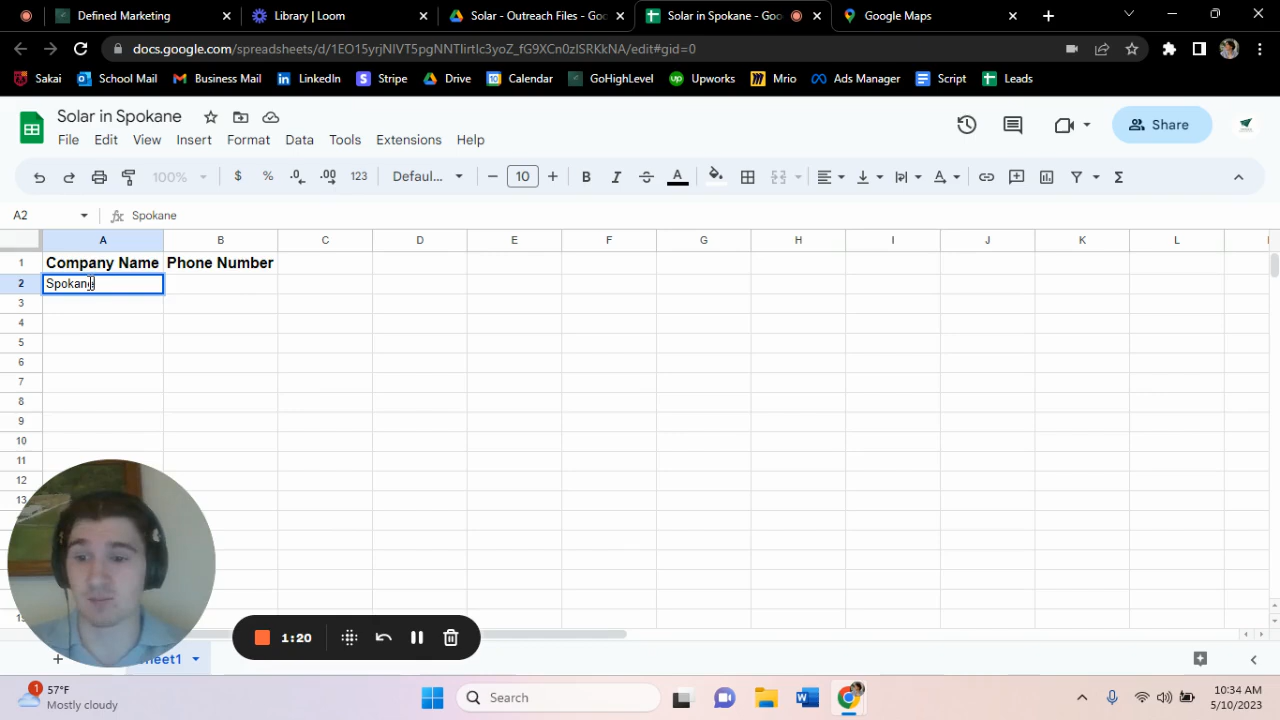 Defined Marketing
Library | Loom
Solar - Outreach Files - Goo
Solar in Spokane - Goo
Google Maps
docs.google.com/spreadsheets/d/1EO15yrjNIVT5pgNNTlirtlc3yoZ_fG9XCn0zISRKkNA/edit#gid=0
Sakai School Mail Business Mail LinkedIn Stripe Drive Calendar GoHighLevel Upworks Mrio Ads Manager Script Leads
Solar in Spokane
File Edit View Insert Format Data Tools Extensions Help
Share
100% $ % .0 .00 123 Defaul... 10 B I A
A2 fx Spokane
A B C D E F G H I J K L
1 Company Name Phone Number
2 Spokane
3
4
5
6
7
8
9
10
11
12
13
1:20
Sheet1
57°F
Mostly cloudy
Search
10:34 AM
5/10/2023